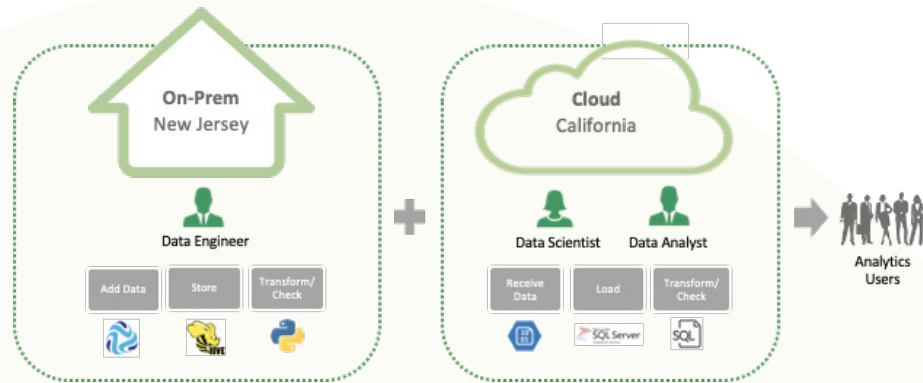 On-Prem
New Jersey
Data Engineer
Add Data
Store
Transform/
Check
HIVE
Cloud
California
Data Scientist
Data Analyst
Receive
Data
Load
Transform/
Check
SQL Server
SQL
Analytics
Users